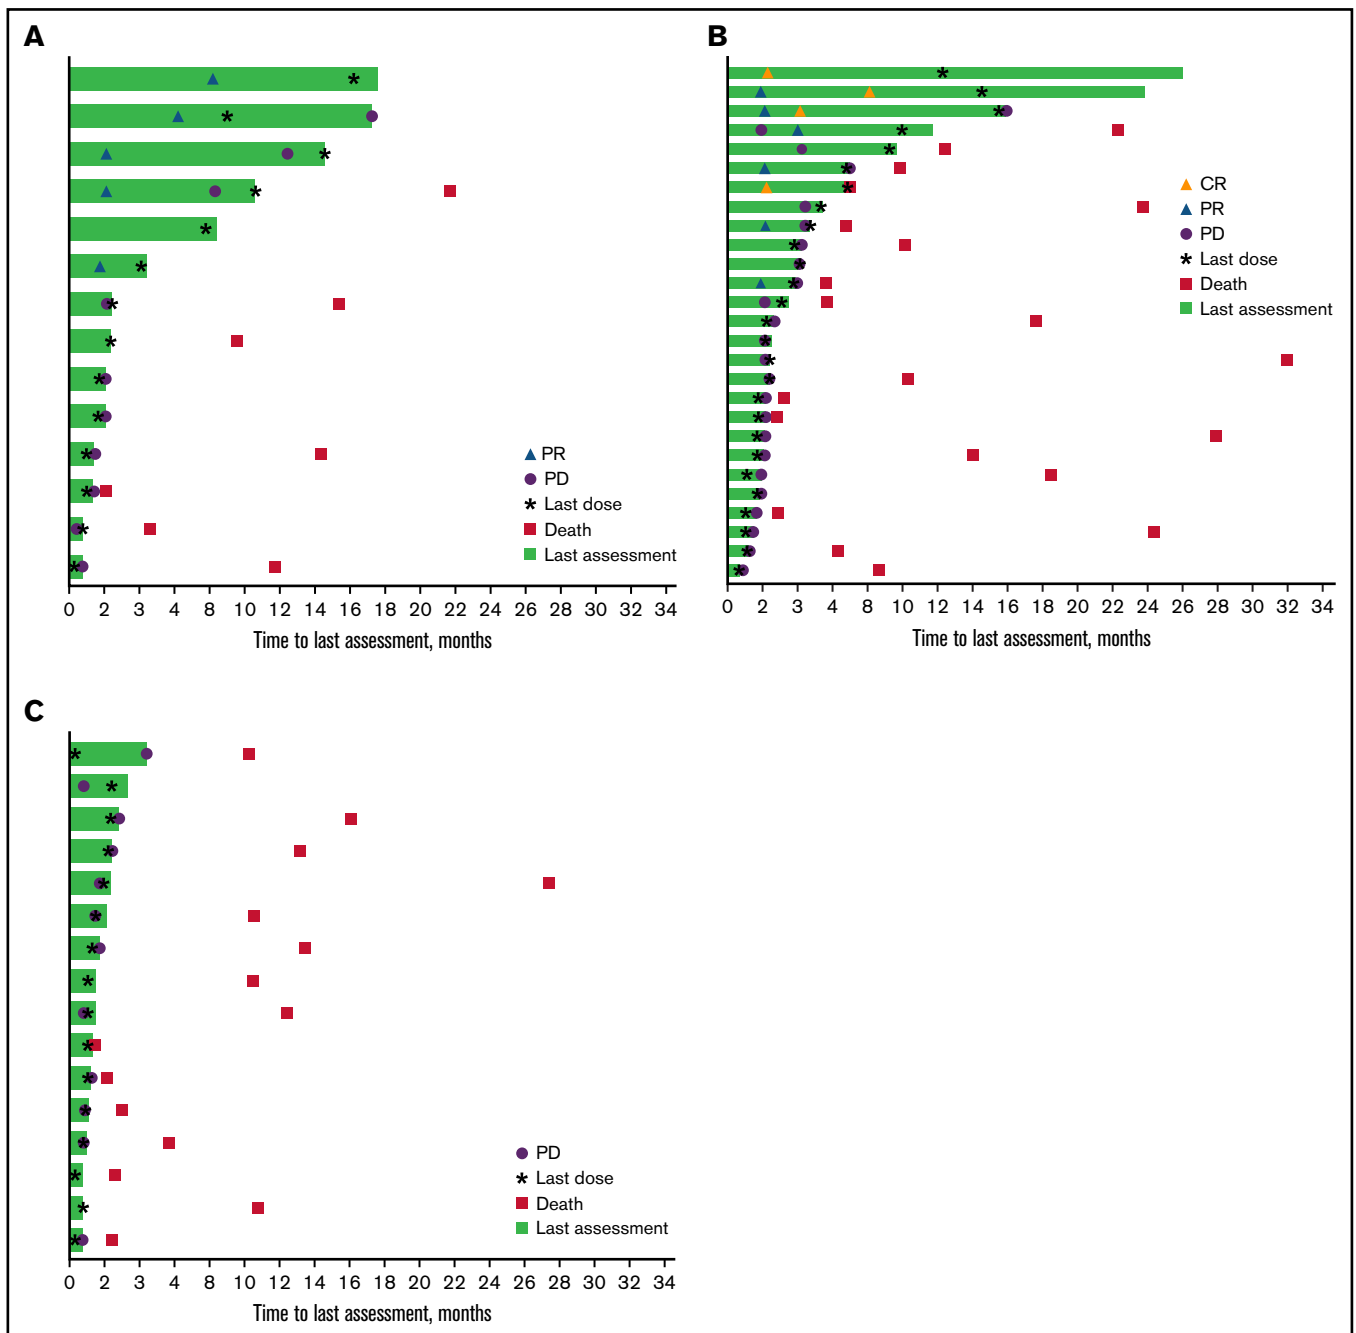 A
PR
PD
Last dose
Death
Last assessment
0 2 3 4 8 10 12 14 16 18 20 22 24 26 28 30 32 34
Time to last assessment, months
B
CR
PR
PD
Last dose
Death
Last assessment
0 2 3 4 8 10 12 14 16 18 20 22 24 26 28 30 32 34
Time to last assessment, months
C
PD
Last dose
Death
Last assessment
0 2 3 4 8 10 12 14 16 18 20 22 24 26 28 30 32 34
Time to last assessment, months